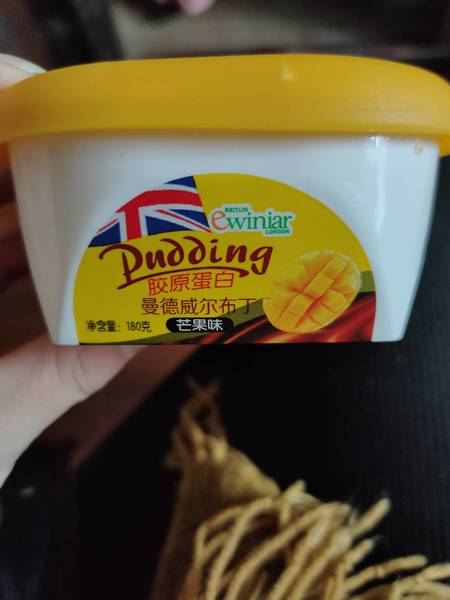 BRITAIN
ewiniar
LONDON
Pudding
胶原蛋白
曼德威尔布丁
净含量：180克
芒果味